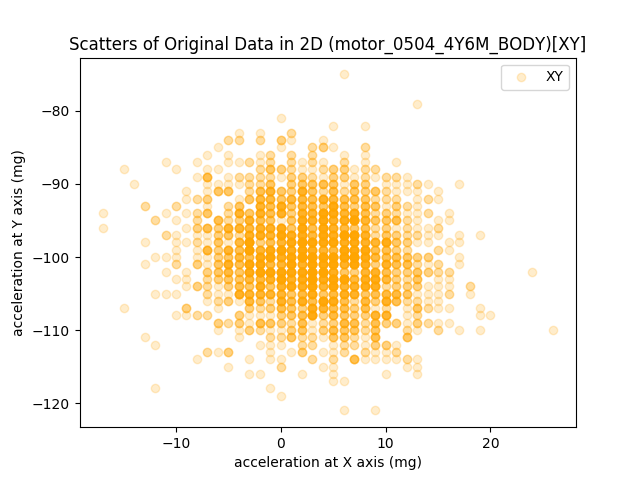 Scatters of Original Data in 2D (motor_0504_4Y6M_BODY)[XY]
XY
−80
−90
−100
−110
−120
acceleration at Y axis (mg)
−10
0
10
20
acceleration at X axis (mg)